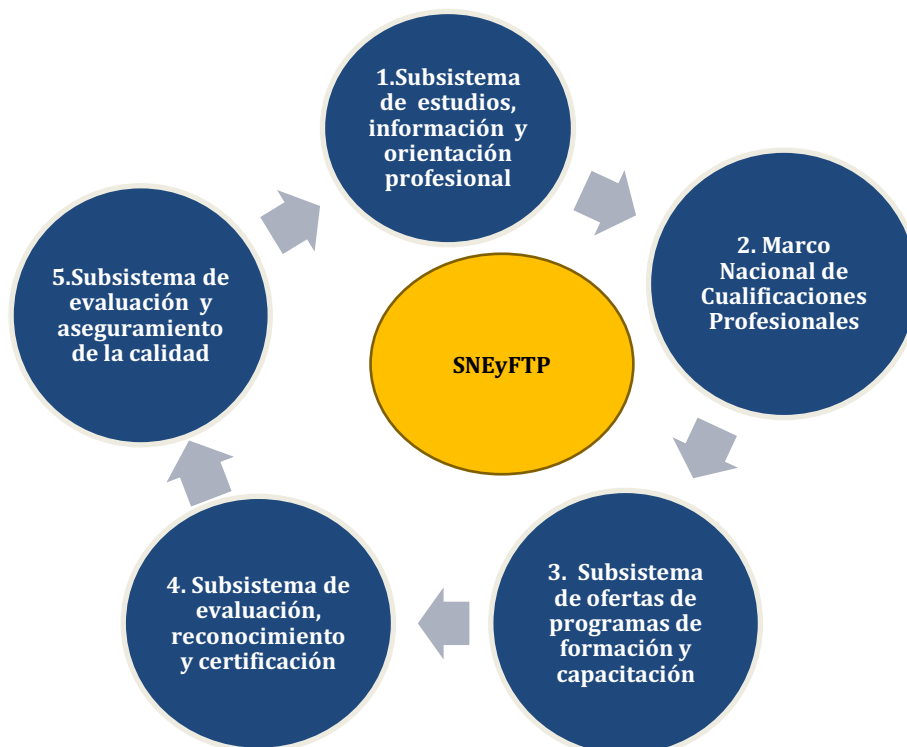 1.Subsistema
de estudios,
información y
orientación
profesional
2. Marco
Nacional de
Cualificaciones
Profesionales
3. Subsistema
de ofertas de
programas de
formación y
capacitación
4. Subsistema de
evaluación,
reconocimiento
y certificación
5.Subsistema de
evaluación y
aseguramiento
de la calidad
SNEyFTP